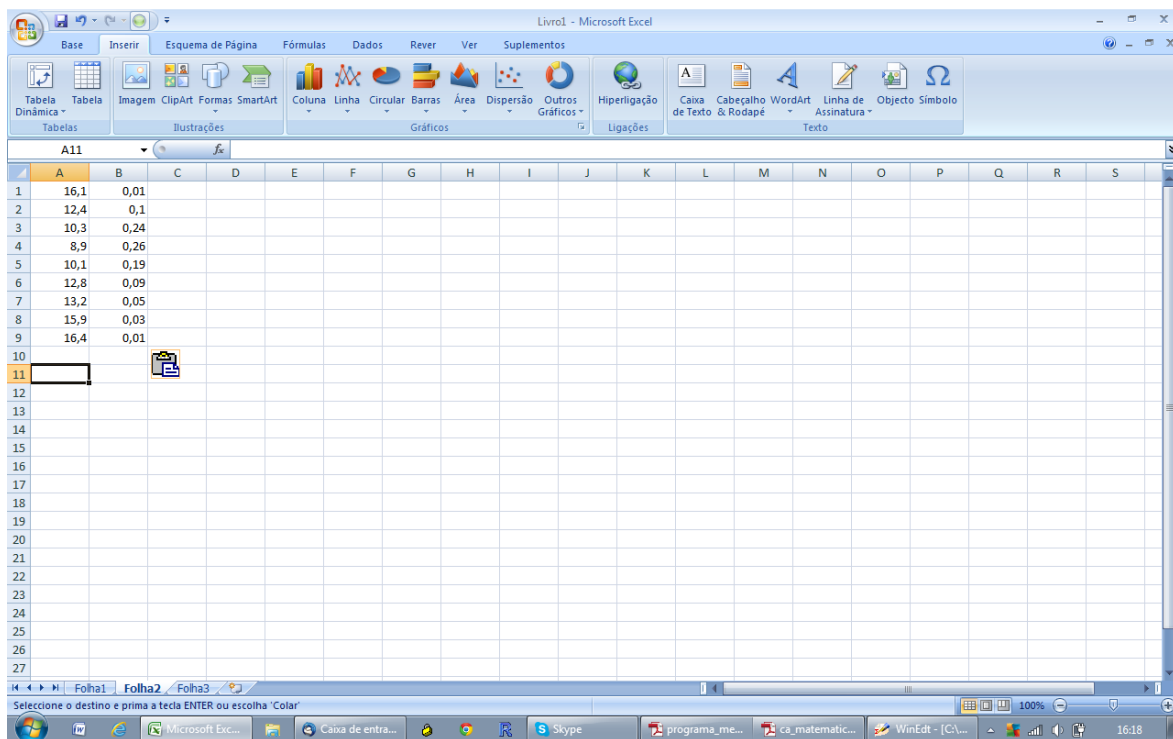 Livro1 - Microsoft Excel
Base Inserir Esquema de Página Fórmulas Dados Rever Ver Suplementos
Tabela Dinâmica Tabela Imagem ClipArt Formas SmartArt Coluna Linha Circular Barras Área Dispersão Outros Gráficos Hiperligação Caixa de Texto Cabeçalho & Rodapé WordArt Linha de Assinatura Objecto Símbolo
Tabelas Ilustrações Gráficos Ligações Texto
A11 fx
A B C D E F G H I J K L M N O P Q R S
1 16,1 0,01
2 12,4 0,1
3 10,3 0,24
4 8,9 0,26
5 10,1 0,19
6 12,8 0,09
7 13,2 0,05
8 15,9 0,03
9 16,4 0,01
10
11
12
13
14
15
16
17
18
19
20
21
22
23
24
25
26
27
Folha1 Folha2 Folha3
Seleccione o destino e prima a tecla ENTER ou escolha 'Colar' 100%
Microsoft Exc... Caixa de entra... R S Skype programa_me... ca_matematic... WinEdt - [C:\... 16:18